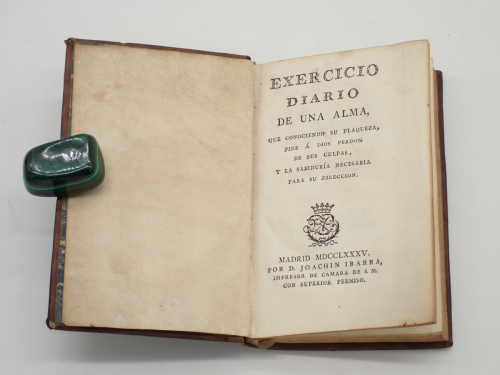 EXERCICIO
DIARIO
DE UNA ALMA,
QUE CONOCIENDO SU FLAQUEZA,
PIDE Á DIOS PERDON
DE SUS CULPAS,
Y LA SABIDURÍA NECESARIA
PARA SU DIRECCION.
MADRID MDCCLXXXV.
POR D. JOACHIN IBARRA,
IMPRESOR DE CAMARA DE S. M.
CON SUPERIOR PERMISO.